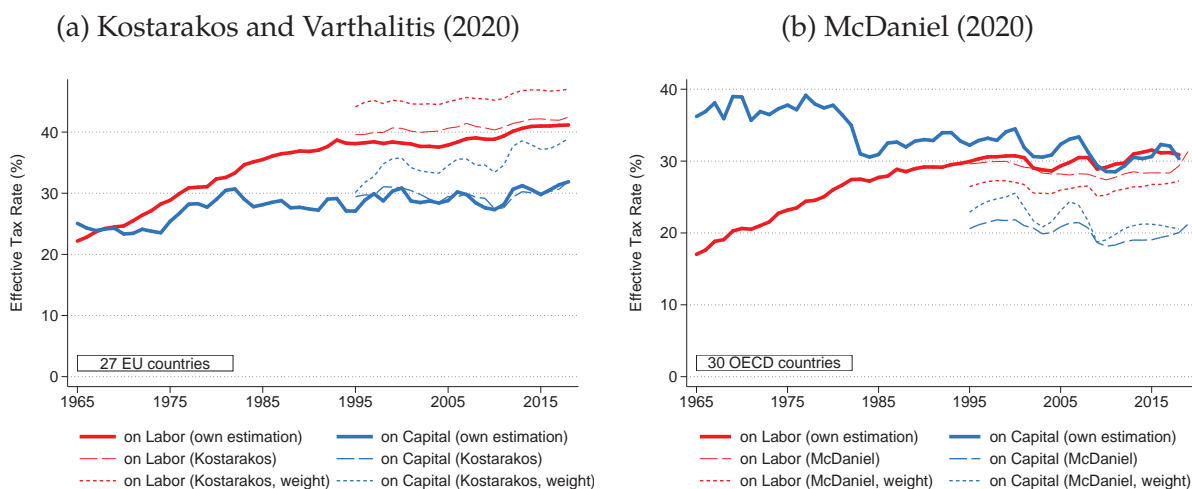 (a) Kostarakos and Varthalitis (2020)
Effective Tax Rate (%)
40
30
20
10
0
27 EU countries
1965 1975 1985 1995 2005 2015
on Labor (own estimation) on Capital (own estimation)
on Labor (Kostarakos) on Capital (Kostarakos)
on Labor (Kostarakos, weight) on Capital (Kostarakos, weight)
(b) McDaniel (2020)
Effective Tax Rate (%)
40
30
20
10
0
30 OECD countries
1965 1975 1985 1995 2005 2015
on Labor (own estimation) on Capital (own estimation)
on Labor (McDaniel) on Capital (McDaniel)
on Labor (McDaniel, weight) on Capital (McDaniel, weight)